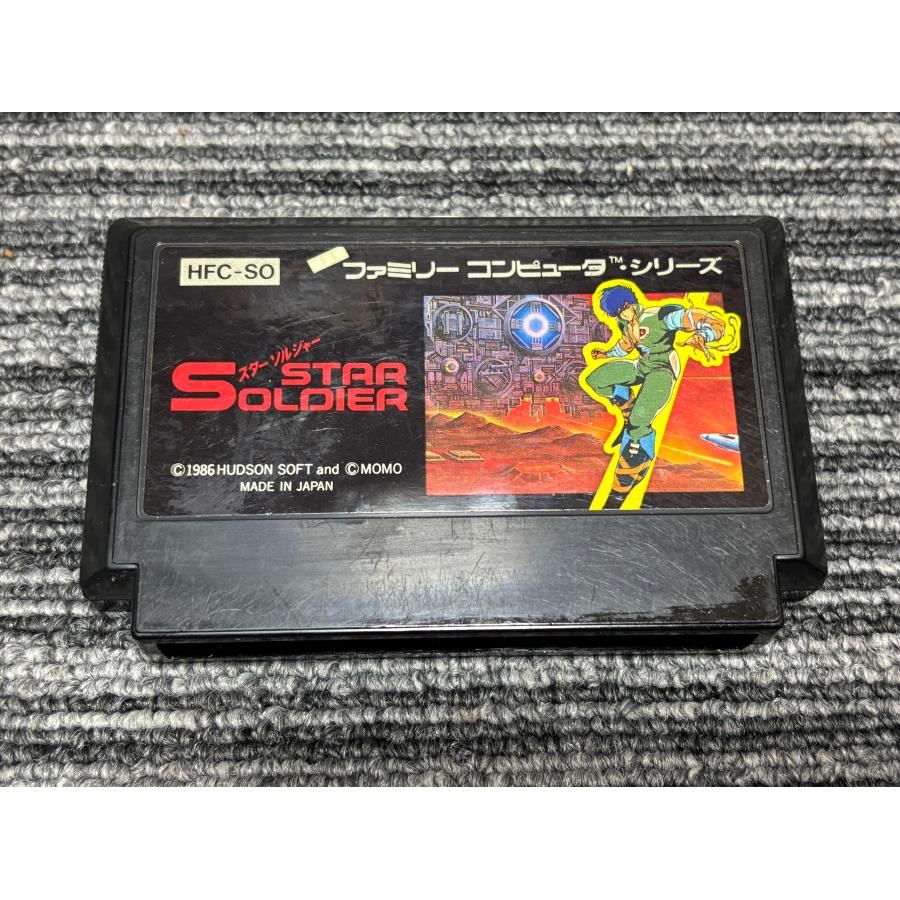 HFC-SO
ファミリー コンピュータ™・シリーズ
スターソルジャー
STAR
SOLDIER
©1986 HUDSON SOFT and ©MOMO
MADE IN JAPAN